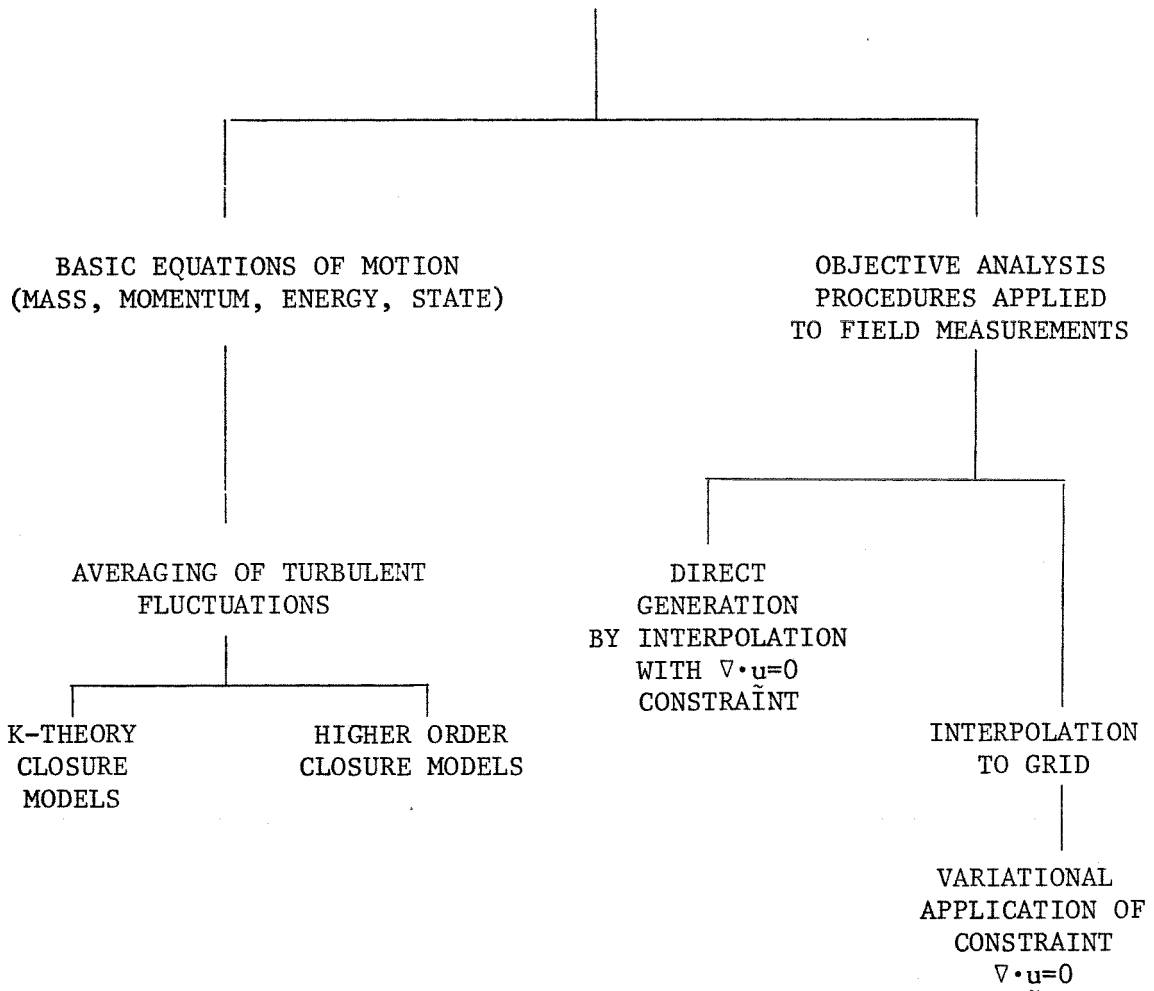 BASIC EQUATIONS OF MOTION
(MASS, MOMENTUM, ENERGY, STATE)
OBJECTIVE ANALYSIS
PROCEDURES APPLIED
TO FIELD MEASUREMENTS
AVERAGING OF TURBULENT
FLUCTUATIONS
K-THEORY
CLOSURE
MODELS
HIGHER ORDER
CLOSURE MODELS
DIRECT
GENERATION
BY INTERPOLATION
WITH ∇•ṵ=0
CONSTRAINT
INTERPOLATION
TO GRID
VARIATIONAL
APPLICATION OF
CONSTRAINT
∇•ṵ=0